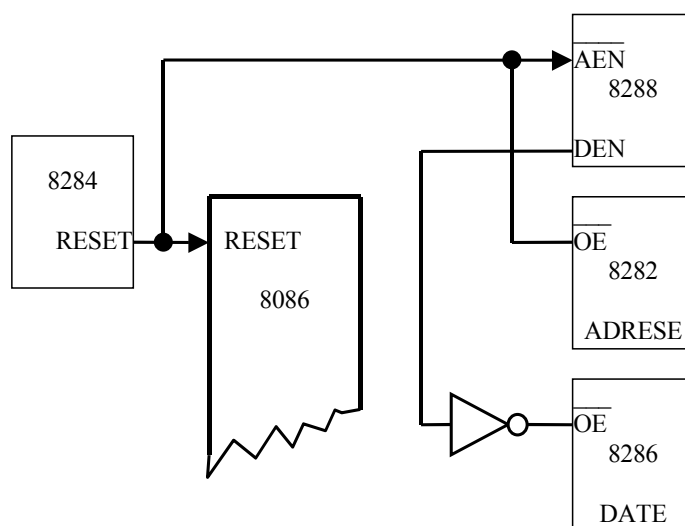 AEN
8288
DEN
8284
RESET
RESET
8086
OE
8282
ADRESE
OE
8286
DATE